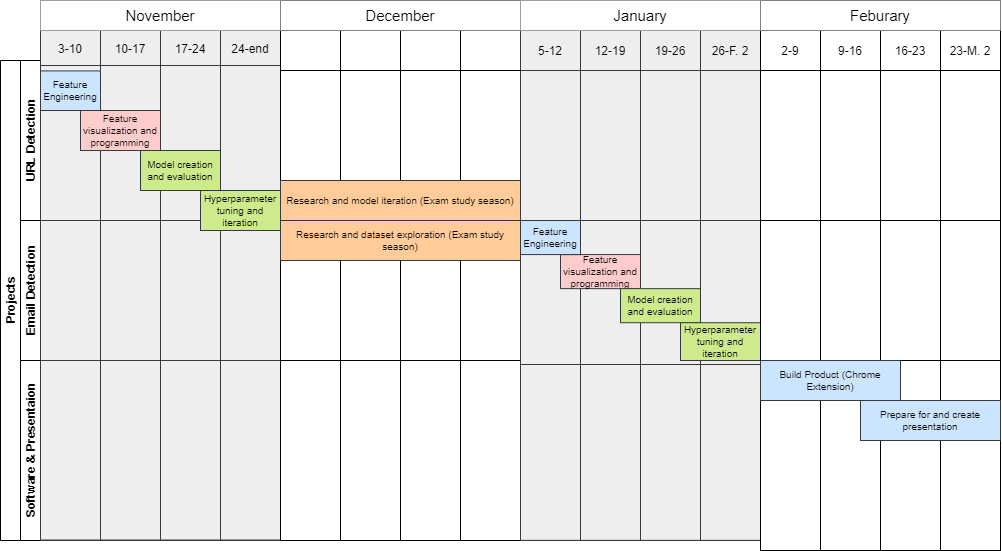 November
December
January
Feburary
3-10
10-17
17-24
24-end
5-12
12-19
19-26
26-F. 2
2-9
9-16
16-23
23-M. 2
Projects
URL Detection
Feature
Engineering
Feature
visualization and
programming
Model creation
and evaluation
Hyperparameter
tuning and
iteration
Research and model iteration (Exam study season)
Email Detection
Research and dataset exploration (Exam study
season)
Feature
Engineering
Feature
visualization and
programming
Model creation
and evaluation
Hyperparameter
tuning and
iteration
Software & Presentaion
Build Product (Chrome
Extension)
Prepare for and create
presentation